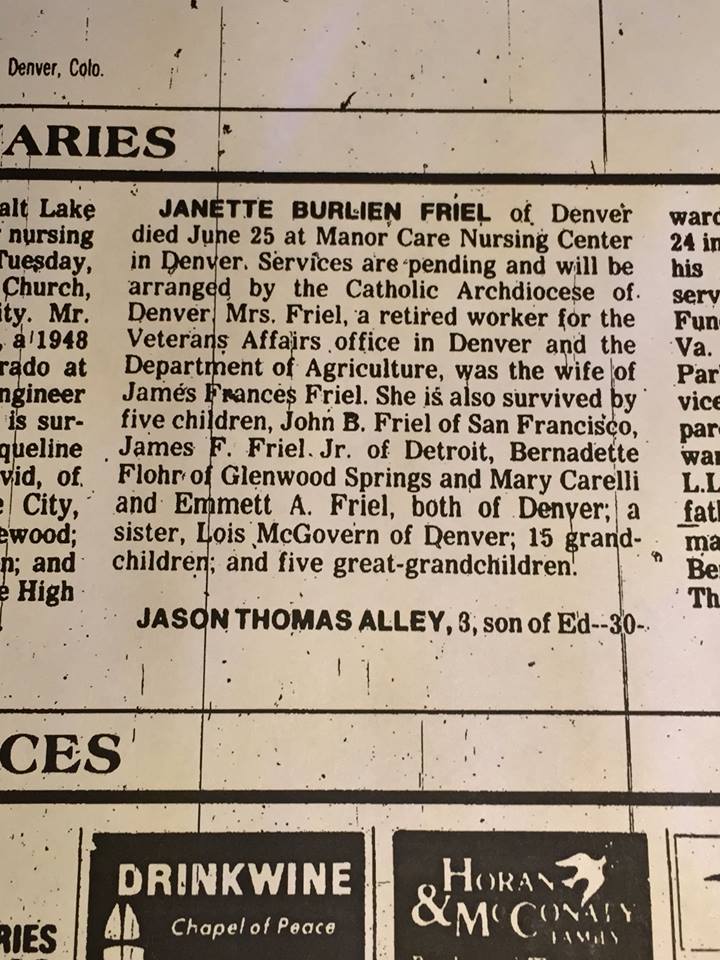 Denver, Colo.
ARIES
alt Lake
nursing
Tuesday,
Church,
ity. Mr.
, a 1948
rado at
ngineer
is sur-
queline
vid, of
City,
ewood;
n; and
e High
JANETTE BURLIEN FRIEL of Denver
died June 25 at Manor Care Nursing Center
in Denver. Services are pending and will be
arranged by the Catholic Archdiocese of
Denver. Mrs. Friel, a retired worker for the
Veterans Affairs office in Denver and the
Department of Agriculture, was the wife of
James Frances Friel. She is also survived by
five children, John B. Friel of San Francisco,
James F. Friel Jr. of Detroit, Bernadette
Flohr of Glenwood Springs and Mary Carelli
and Emmett A. Friel, both of Denver; a
sister, Lois McGovern of Denver; 15 grand-
children; and five great-grandchildren.
JASON THOMAS ALLEY, 3, son of Ed--30-
ward
24 in
his
serv
Fune
Va.
Par
vice
par
war
L.L
fath
ma
Be
Th
CES
RIES
DRINKWINE
Chapel of Peace
HORAN
& McCONATY
FAMILY